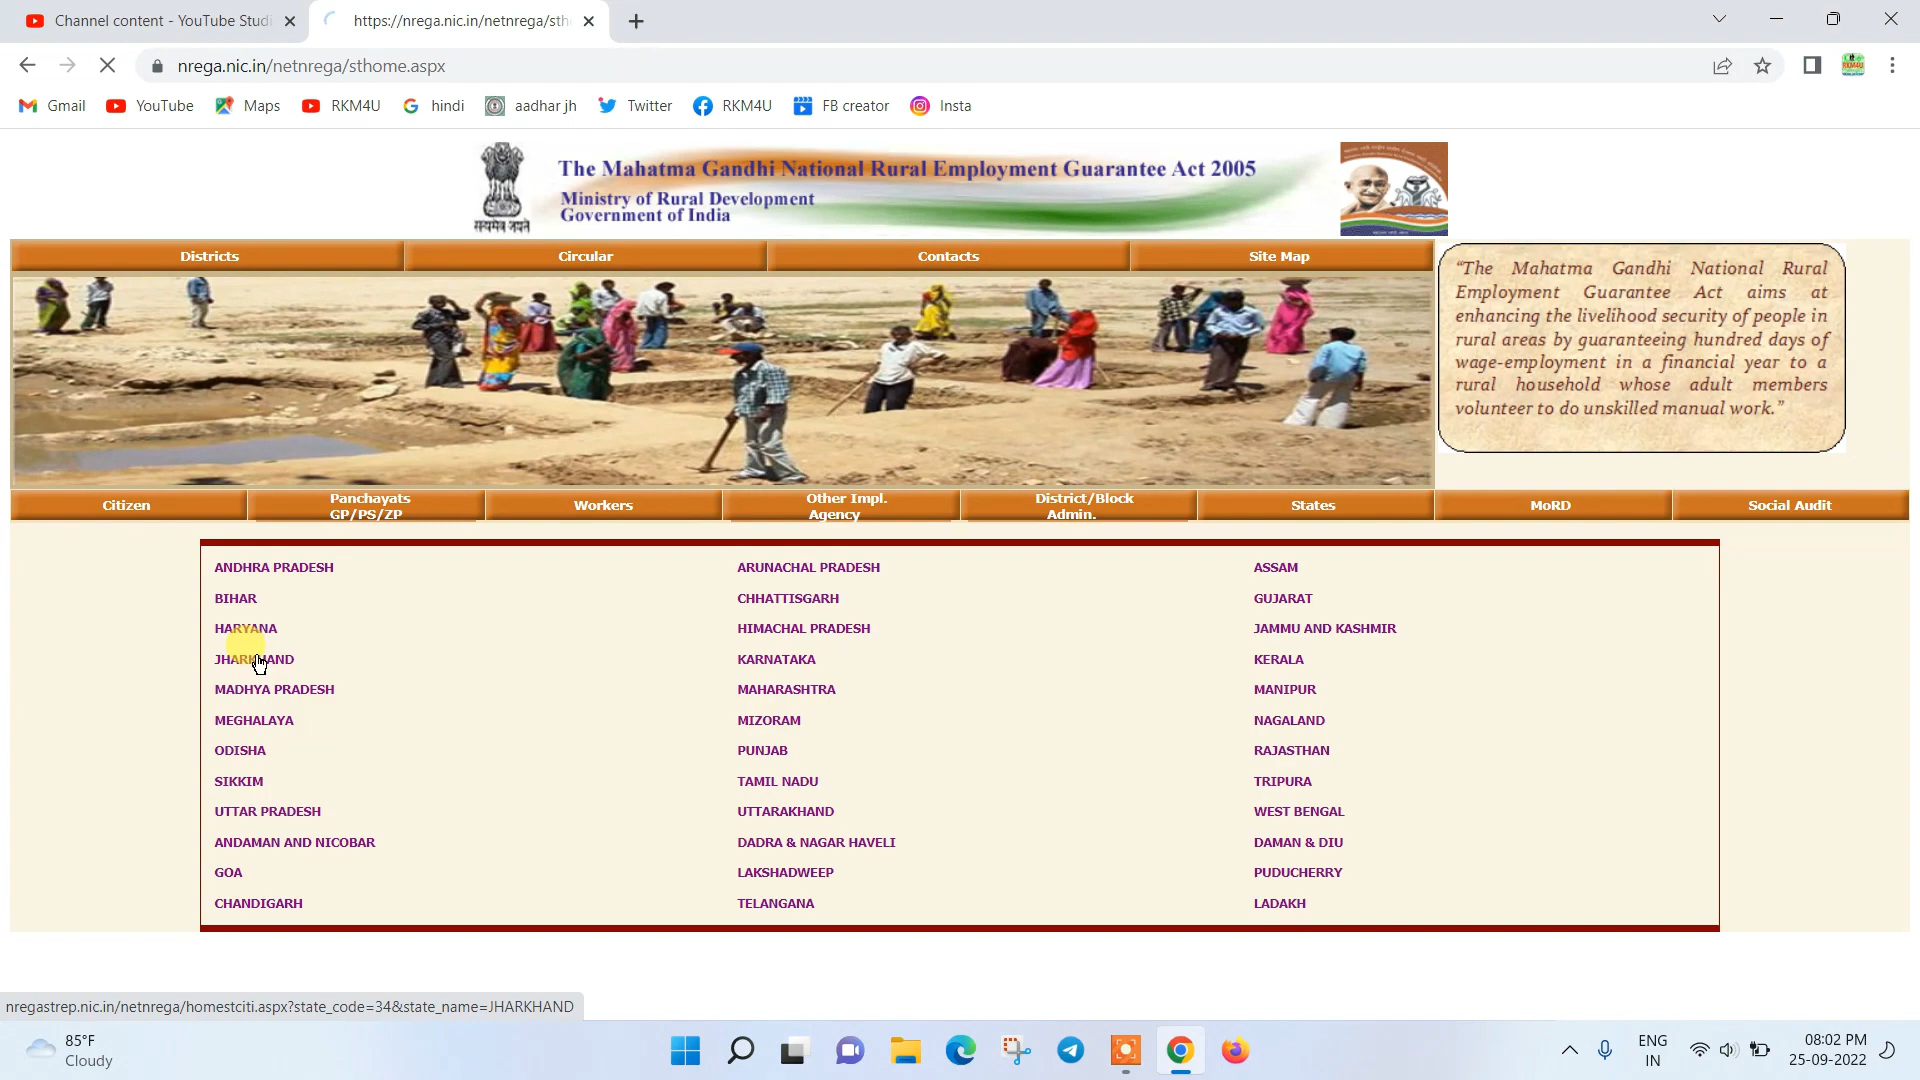 Channel content - YouTube Studi
https://nrega.nic.in/netnrega/sth
nrega.nic.in/netnrega/sthome.aspx
Gmail YouTube Maps RKM4U hindi aadhar jh Twitter RKM4U FB creator Insta
The Mahatma Gandhi National Rural Employment Guarantee Act 2005
Ministry of Rural Development
Government of India
सत्यमेव जयते
Districts Circular Contacts Site Map
“The Mahatma Gandhi National Rural
Employment Guarantee Act aims at
enhancing the livelihood security of people in
rural areas by guaranteeing hundred days of
wage-employment in a financial year to a
rural household whose adult members
volunteer to do unskilled manual work.”
Citizen Panchayats GP/PS/ZP Workers Other Impl. Agency District/Block Admin. States MoRD Social Audit
ANDHRA PRADESH ARUNACHAL PRADESH ASSAM
BIHAR CHHATTISGARH GUJARAT
HARYANA HIMACHAL PRADESH JAMMU AND KASHMIR
JHARKHAND KARNATAKA KERALA
MADHYA PRADESH MAHARASHTRA MANIPUR
MEGHALAYA MIZORAM NAGALAND
ODISHA PUNJAB RAJASTHAN
SIKKIM TAMIL NADU TRIPURA
UTTAR PRADESH UTTARAKHAND WEST BENGAL
ANDAMAN AND NICOBAR DADRA & NAGAR HAVELI DAMAN & DIU
GOA LAKSHADWEEP PUDUCHERRY
CHANDIGARH TELANGANA LADAKH
nregastrep.nic.in/netnrega/homestciti.aspx?state_code=34&state_name=JHARKHAND
85°F
Cloudy
ENG
IN
08:02 PM
25-09-2022